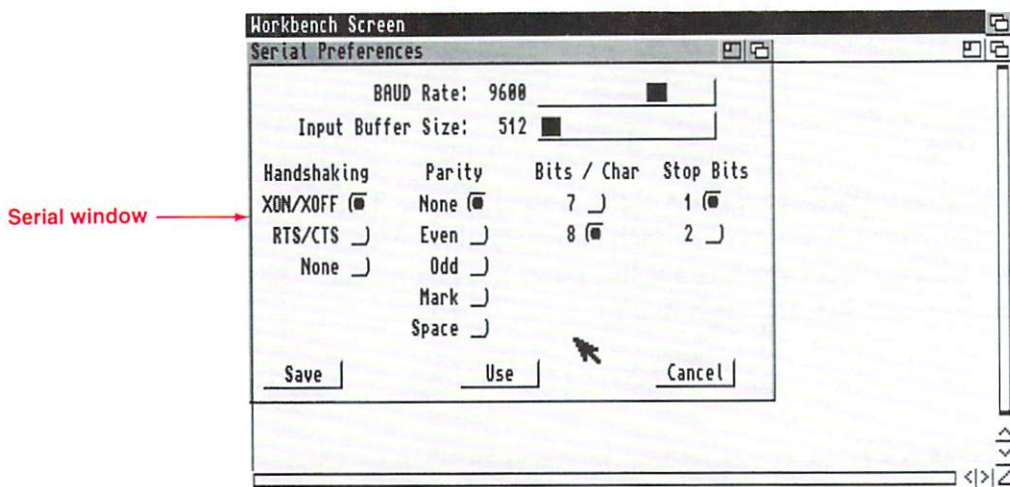 Workbench Screen
Serial Preferences
BAUD Rate: 9600
Input Buffer Size: 512
Handshaking Parity Bits / Char Stop Bits
XON/XOFF None 7 1
RTS/CTS Even 8 2
None Odd
Mark
Space
Save Use Cancel
Serial window